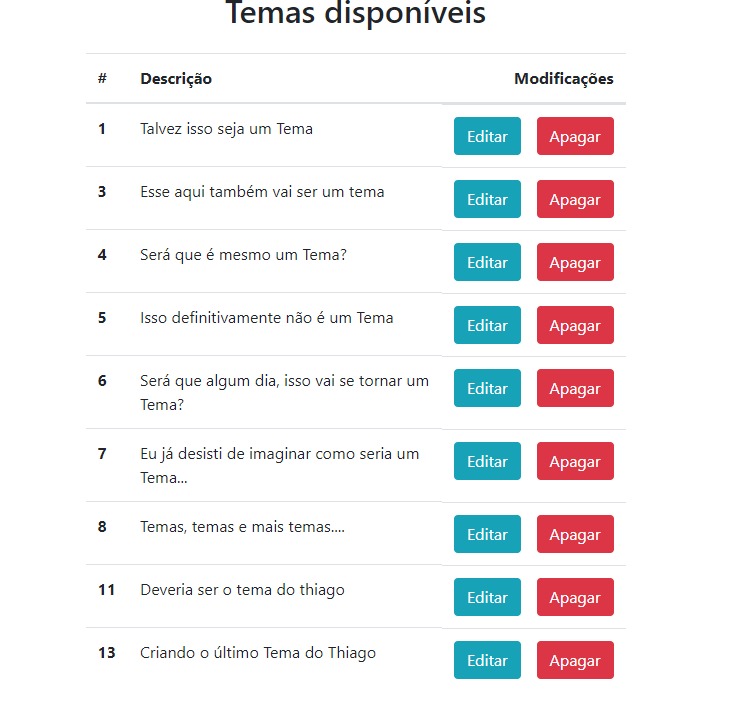 Temas disponíveis
# Descrição Modificações
1 Talvez isso seja um Tema Editar Apagar
3 Esse aqui também vai ser um tema Editar Apagar
4 Será que é mesmo um Tema? Editar Apagar
5 Isso definitivamente não é um Tema Editar Apagar
6 Será que algum dia, isso vai se tornar um Editar Apagar
Tema?
7 Eu já desisti de imaginar como seria um Editar Apagar
Tema...
8 Temas, temas e mais temas.... Editar Apagar
11 Deveria ser o tema do thiago Editar Apagar
13 Criando o último Tema do Thiago Editar Apagar